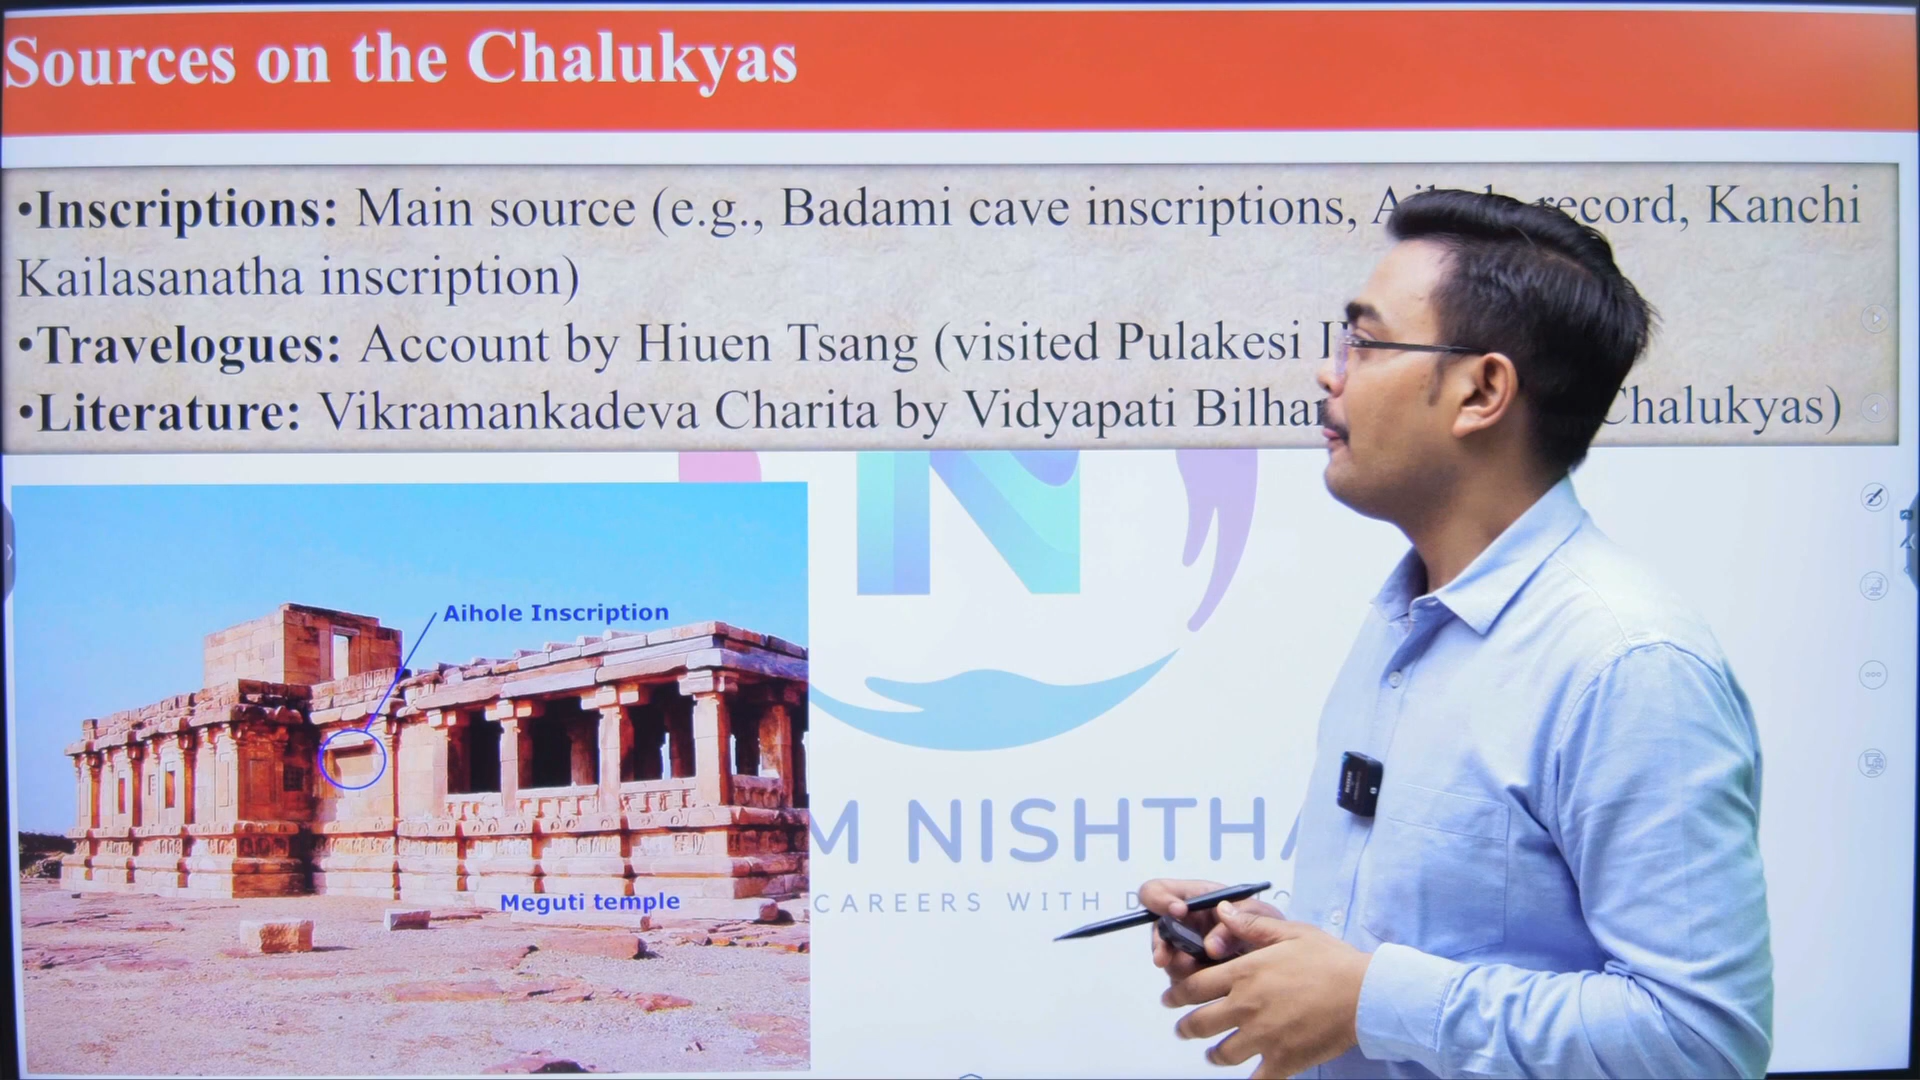 Sources on the Chalukyas
•Inscriptions: Main source (e.g., Badami cave inscriptions, record, Kanchi
Kailasanatha inscription)
•Travelogues: Account by Hiuen Tsang (visited Pulakesi
•Literature: Vikramankadeva Charita by Vidyapati Chalukyas)
Aihole Inscription
Meguti temple
M NISHTHA
CAREERS WITH